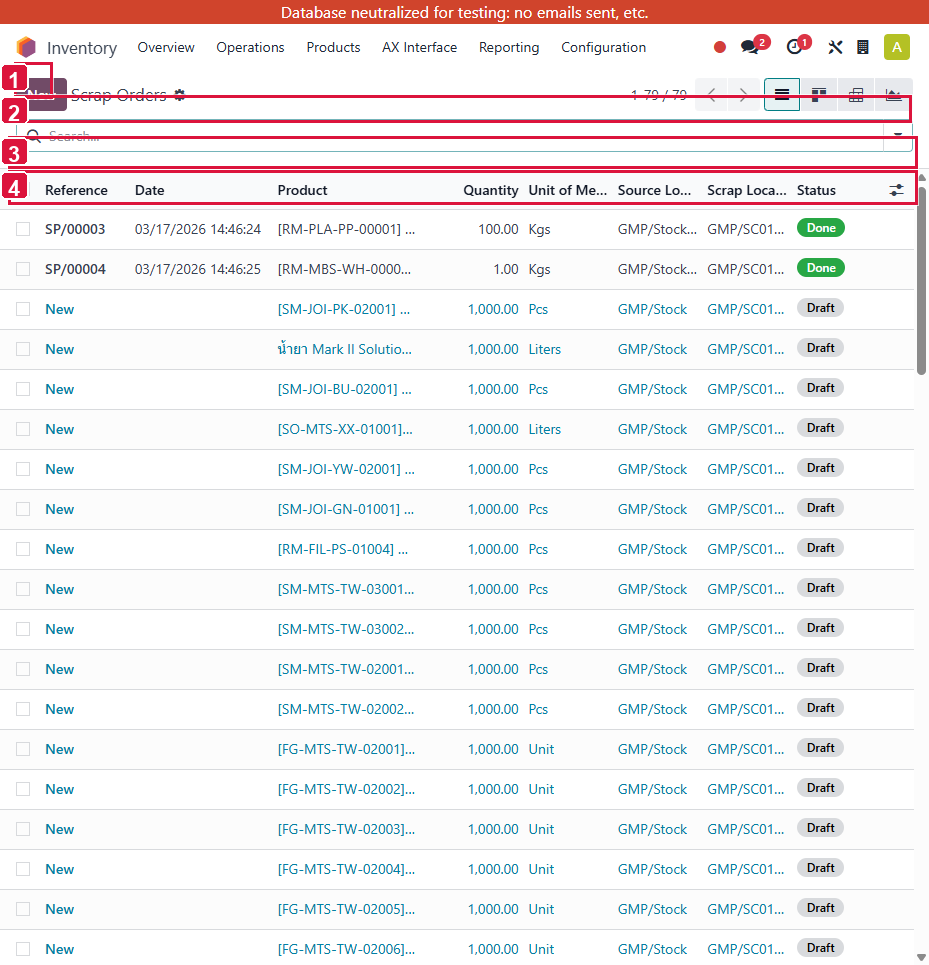 Database neutralized for testing: no emails sent, etc.
Inventory Overview Operations Products AX Interface Reporting Configuration 2 1 A
1 New Scrap Orders 1-79 / 79
2
Search...
3
4 Reference Date Product Quantity Unit of Me... Source Lo... Scrap Loca... Status
SP/00003 03/17/2026 14:46:24 [RM-PLA-PP-00001] ... 100.00 Kgs GMP/Stock... GMP/SC01... Done
SP/00004 03/17/2026 14:46:25 [RM-MBS-WH-0000... 1.00 Kgs GMP/Stock... GMP/SC01... Done
New [SM-JOI-PK-02001] ... 1,000.00 Pcs GMP/Stock GMP/SC01... Draft
New น้ำยา Mark II Solutio... 1,000.00 Liters GMP/Stock GMP/SC01... Draft
New [SM-JOI-BU-02001] ... 1,000.00 Pcs GMP/Stock GMP/SC01... Draft
New [SO-MTS-XX-01001]... 1,000.00 Liters GMP/Stock GMP/SC01... Draft
New [SM-JOI-YW-02001] ... 1,000.00 Pcs GMP/Stock GMP/SC01... Draft
New [SM-JOI-GN-01001] ... 1,000.00 Pcs GMP/Stock GMP/SC01... Draft
New [RM-FIL-PS-01004] ... 1,000.00 Pcs GMP/Stock GMP/SC01... Draft
New [SM-MTS-TW-03001... 1,000.00 Pcs GMP/Stock GMP/SC01... Draft
New [SM-MTS-TW-03002... 1,000.00 Pcs GMP/Stock GMP/SC01... Draft
New [SM-MTS-TW-02001... 1,000.00 Pcs GMP/Stock GMP/SC01... Draft
New [SM-MTS-TW-02002... 1,000.00 Pcs GMP/Stock GMP/SC01... Draft
New [FG-MTS-TW-02001]... 1,000.00 Unit GMP/Stock GMP/SC01... Draft
New [FG-MTS-TW-02002]... 1,000.00 Unit GMP/Stock GMP/SC01... Draft
New [FG-MTS-TW-02003]... 1,000.00 Unit GMP/Stock GMP/SC01... Draft
New [FG-MTS-TW-02004]... 1,000.00 Unit GMP/Stock GMP/SC01... Draft
New [FG-MTS-TW-02005]... 1,000.00 Unit GMP/Stock GMP/SC01... Draft
New [FG-MTS-TW-02006]... 1,000.00 Unit GMP/Stock GMP/SC01... Draft